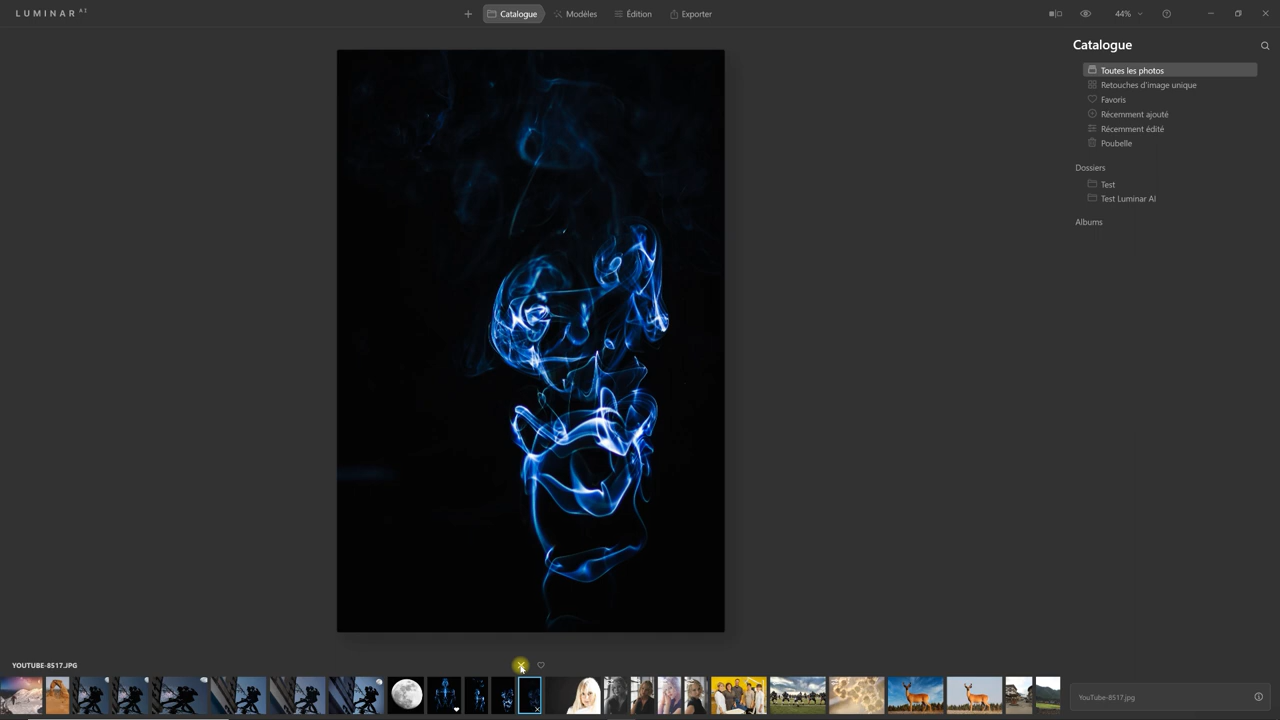 LUMINAR AI
Catalogue
Modèles
Édition
Exporter
44%
Catalogue
Toutes les photos
Retouches d'image unique
Favoris
Récemment ajouté
Récemment édité
Poubelle
Dossiers
Test
Test Luminar AI
Albums
YOUTUBE-8517.JPG
YouTube-8517.jpg